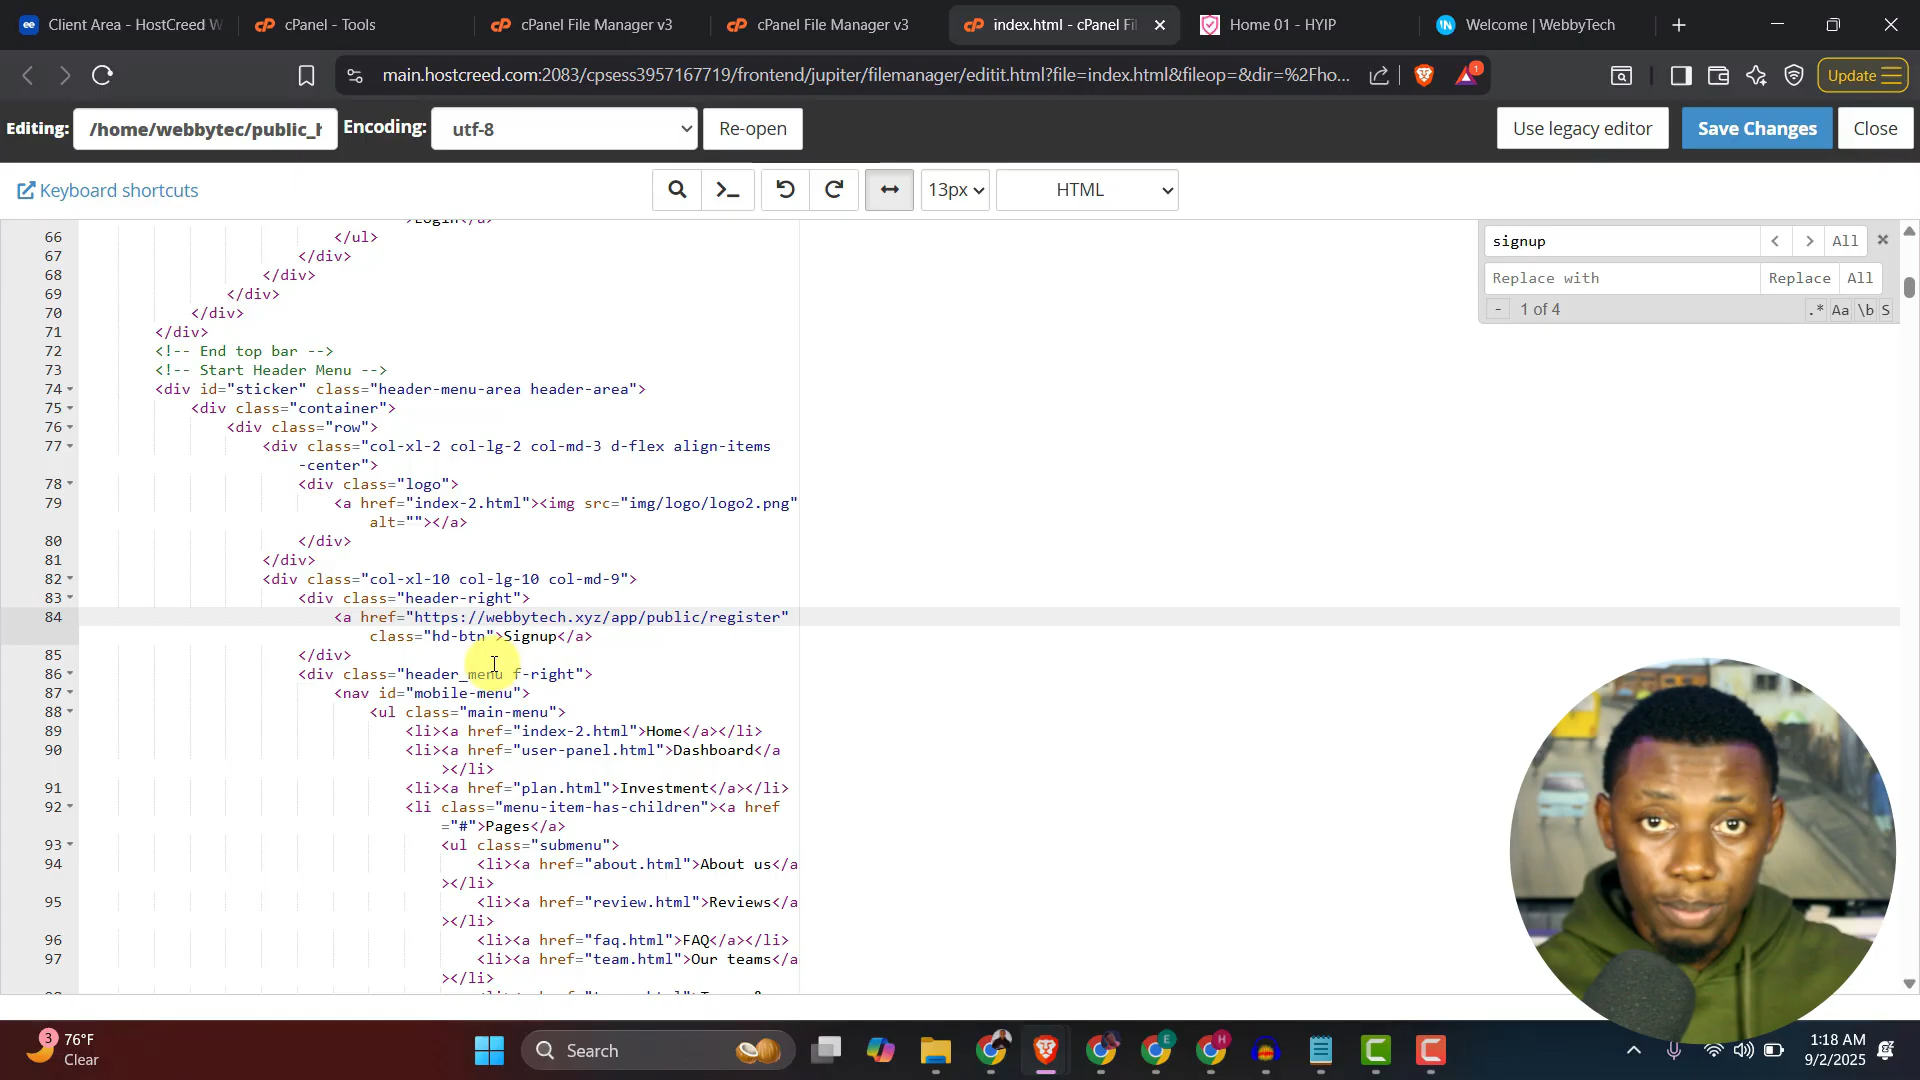 Client Area - HostCreed W
cPanel - Tools
cPanel File Manager v3
cPanel File Manager v3
index.html - cPanel Fil
Home 01 - HYIP
Welcome | WebbyTech
main.hostcreed.com:2083/cpsess3957167719/frontend/jupiter/filemanager/editit.html?file=index.html&fileop=&dir=%2Fho...
1
Update
Editing:
/home/webbytec/public_h
Encoding:
utf-8
Re-open
Use legacy editor
Save Changes
Close
Keyboard shortcuts
13px
HTML
signup
All
Replace with
Replace
All
-
1 of 4
.*
Aa
\b
S
>Login</a>
66 </ul>
67 </div>
68 </div>
69 </div>
70 </div>
71 </div>
72 <!-- End top bar -->
73 <!-- Start Header Menu -->
74 <div id="sticker" class="header-menu-area header-area">
75 <div class="container">
76 <div class="row">
77 <div class="col-xl-2 col-lg-2 col-md-3 d-flex align-items
-center">
78 <div class="logo">
79 <a href="index-2.html"><img src="img/logo/logo2.png"
alt=""></a>
80 </div>
81 </div>
82 <div class="col-xl-10 col-lg-10 col-md-9">
83 <div class="header-right">
84 <a href="https://webbytech.xyz/app/public/register"
class="hd-btn">Signup</a>
85 </div>
86 <div class="header_menu f-right">
87 <nav id="mobile-menu">
88 <ul class="main-menu">
89 <li><a href="index-2.html">Home</a></li>
90 <li><a href="user-panel.html">Dashboard</a
></li>
91 <li><a href="plan.html">Investment</a></li>
92 <li class="menu-item-has-children"><a href
="#">Pages</a>
93 <ul class="submenu">
94 <li><a href="about.html">About us</a
></li>
95 <li><a href="review.html">Reviews</a
></li>
96 <li><a href="faq.html">FAQ</a></li>
97 <li><a href="team.html">Our teams</a
></li>
3
76°F
Clear
Search
1:18 AM
9/2/2025